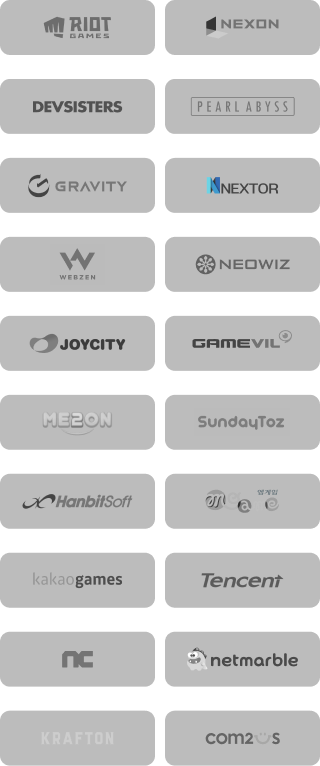 RIOT
GAMES
NEXON
DEVSISTERS
PEARL ABYSS
GRAVITY
NEXTOR
WEBZEN
NEOWIZ
JOYCITY
GAMEVIL
ME2ON
SundayToz
HanbitSoft
kakaogames
Tencent
nc
netmarble
KRAFTON
com2uS